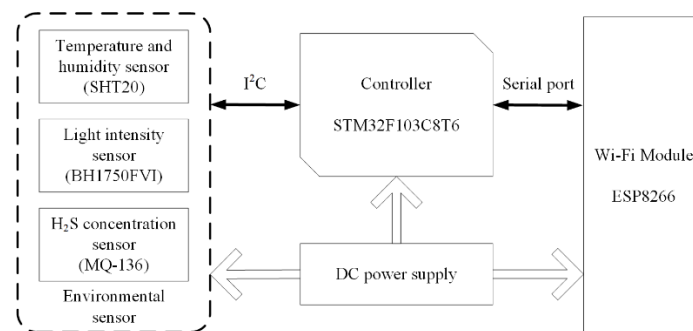 Temperature and
humidity sensor
(SHT20)
Light intensity
sensor
(BH1750FVI)
H₂S concentration
sensor
(MQ-136)
Environmental
sensor
I²C
Controller
STM32F103C8T6
Serial port
Wi-Fi Module
ESP8266
DC power supply